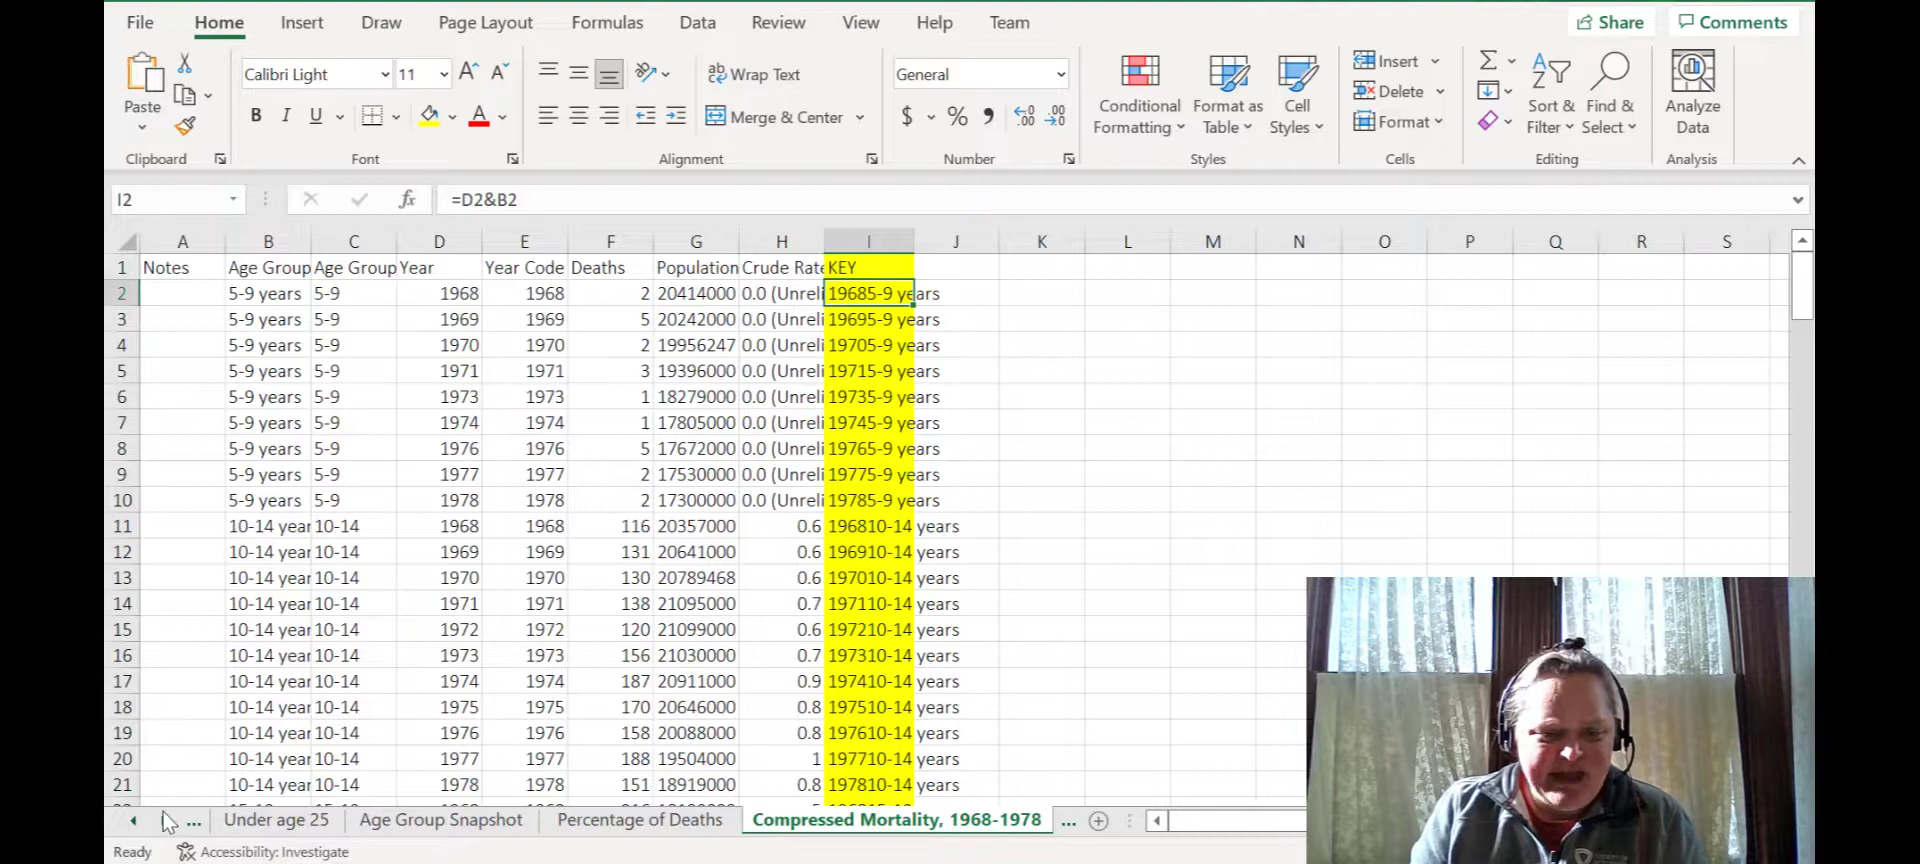 File Home Insert Draw Page Layout Formulas Data Review View Help Team Share Comments
Calibri Light 11 Wrap Text General Insert
Paste B I U Merge & Center $ % Conditional Formatting Format as Table Cell Styles Delete Format Sort & Filter Find & Select Analyze Data
Clipboard Font Alignment Number Styles Cells Editing Analysis
I2 fx =D2&B2
A B C D E F G H I J K L M N O P Q R S
1 Notes Age Group Age Group Year Year Code Deaths Population Crude Rate KEY
2 5-9 years 5-9 1968 1968 2 20414000 0.0 (Unreli 19685-9 years
3 5-9 years 5-9 1969 1969 5 20242000 0.0 (Unreli 19695-9 years
4 5-9 years 5-9 1970 1970 2 19956247 0.0 (Unreli 19705-9 years
5 5-9 years 5-9 1971 1971 3 19396000 0.0 (Unreli 19715-9 years
6 5-9 years 5-9 1973 1973 1 18279000 0.0 (Unreli 19735-9 years
7 5-9 years 5-9 1974 1974 1 17805000 0.0 (Unreli 19745-9 years
8 5-9 years 5-9 1976 1976 5 17672000 0.0 (Unreli 19765-9 years
9 5-9 years 5-9 1977 1977 2 17530000 0.0 (Unreli 19775-9 years
10 5-9 years 5-9 1978 1978 2 17300000 0.0 (Unreli 19785-9 years
11 10-14 year 10-14 1968 1968 116 20357000 0.6 196810-14 years
12 10-14 year 10-14 1969 1969 131 20641000 0.6 196910-14 years
13 10-14 year 10-14 1970 1970 130 20789468 0.6 197010-14 years
14 10-14 year 10-14 1971 1971 138 21095000 0.7 197110-14 years
15 10-14 year 10-14 1972 1972 120 21099000 0.6 197210-14 years
16 10-14 year 10-14 1973 1973 156 21030000 0.7 197310-14 years
17 10-14 year 10-14 1974 1974 187 20911000 0.9 197410-14 years
18 10-14 year 10-14 1975 1975 170 20646000 0.8 197510-14 years
19 10-14 year 10-14 1976 1976 158 20088000 0.8 197610-14 years
20 10-14 year 10-14 1977 1977 188 19504000 1 197710-14 years
21 10-14 year 10-14 1978 1978 151 18919000 0.8 197810-14 years
... Under age 25 Age Group Snapshot Percentage of Deaths Compressed Mortality, 1968-1978 ...
Ready Accessibility: Investigate